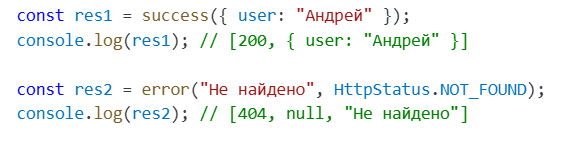 const res1 = success({ user: "Андрей" });
console.log(res1); // [200, { user: "Андрей" }]
const res2 = error("Не найдено", HttpStatus.NOT_FOUND);
console.log(res2); // [404, null, "Не найдено"]